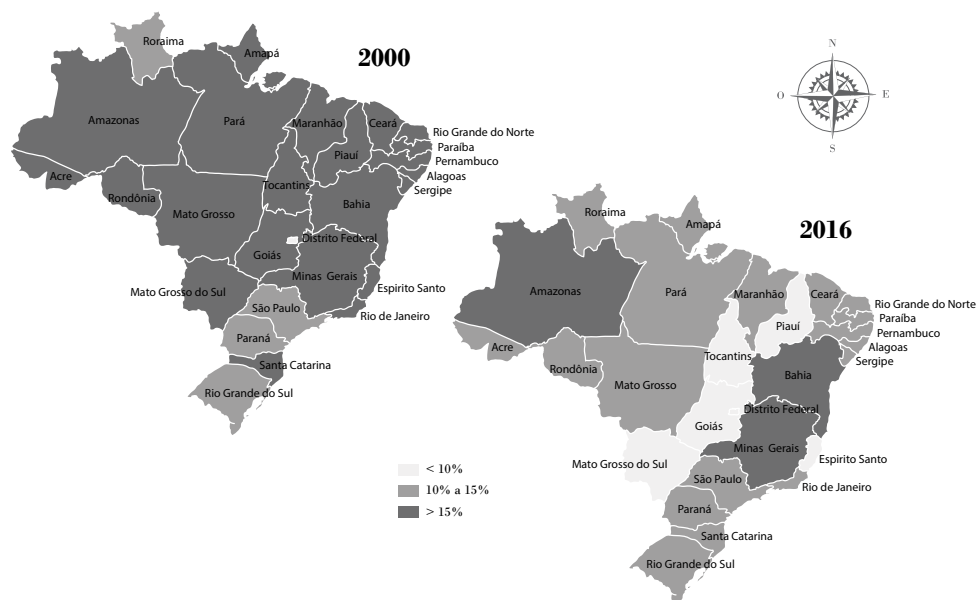 2000
Roraima
Amapá
Amazonas
Pará
Maranhão
Ceará
Rio Grande do Norte
Paraíba
Piauí
Pernambuco
Alagoas
Acre
Tocantins
Sergipe
Rondônia
Bahia
Mato Grosso
Distrito Federal
Goiás
Minas Gerais
Mato Grosso do Sul
Espirito Santo
São Paulo
Rio de Janeiro
Paraná
Santa Catarina
Rio Grande do Sul
N
O
E
S
2016
Roraima
Amapá
Amazonas
Pará
Maranhão
Ceará
Rio Grande do Norte
Paraíba
Piauí
Pernambuco
Alagoas
Acre
Tocantins
Sergipe
Rondônia
Bahia
Mato Grosso
Distrito Federal
Goiás
Minas Gerais
Espirito Santo
Mato Grosso do Sul
São Paulo
Rio de Janeiro
Paraná
Santa Catarina
Rio Grande do Sul
< 10%
10% a 15%
> 15%